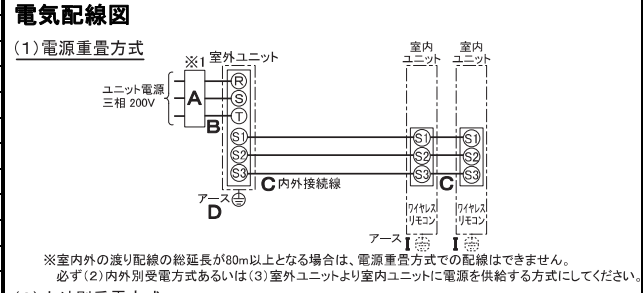 電気配線図
(1)電源重畳方式
※1 室外ユニット
室内
ユニット
室内
ユニット
ユニット電源
三相 200V
A
B
R
S
T
S1
S2
S3
S1
S2
S3
S1
S2
S3
C 内外接続線
C
アース
D
ワイヤレス
リモコン
ワイヤレス
リモコン
アース I
I
※室内外の渡り配線の総延長が80m以上となる場合は、電源重畳方式での配線はできません。
必ず(2)内外別受電方式あるいは(3)室外ユニットより室内ユニットに電源を供給する方式にしてください。